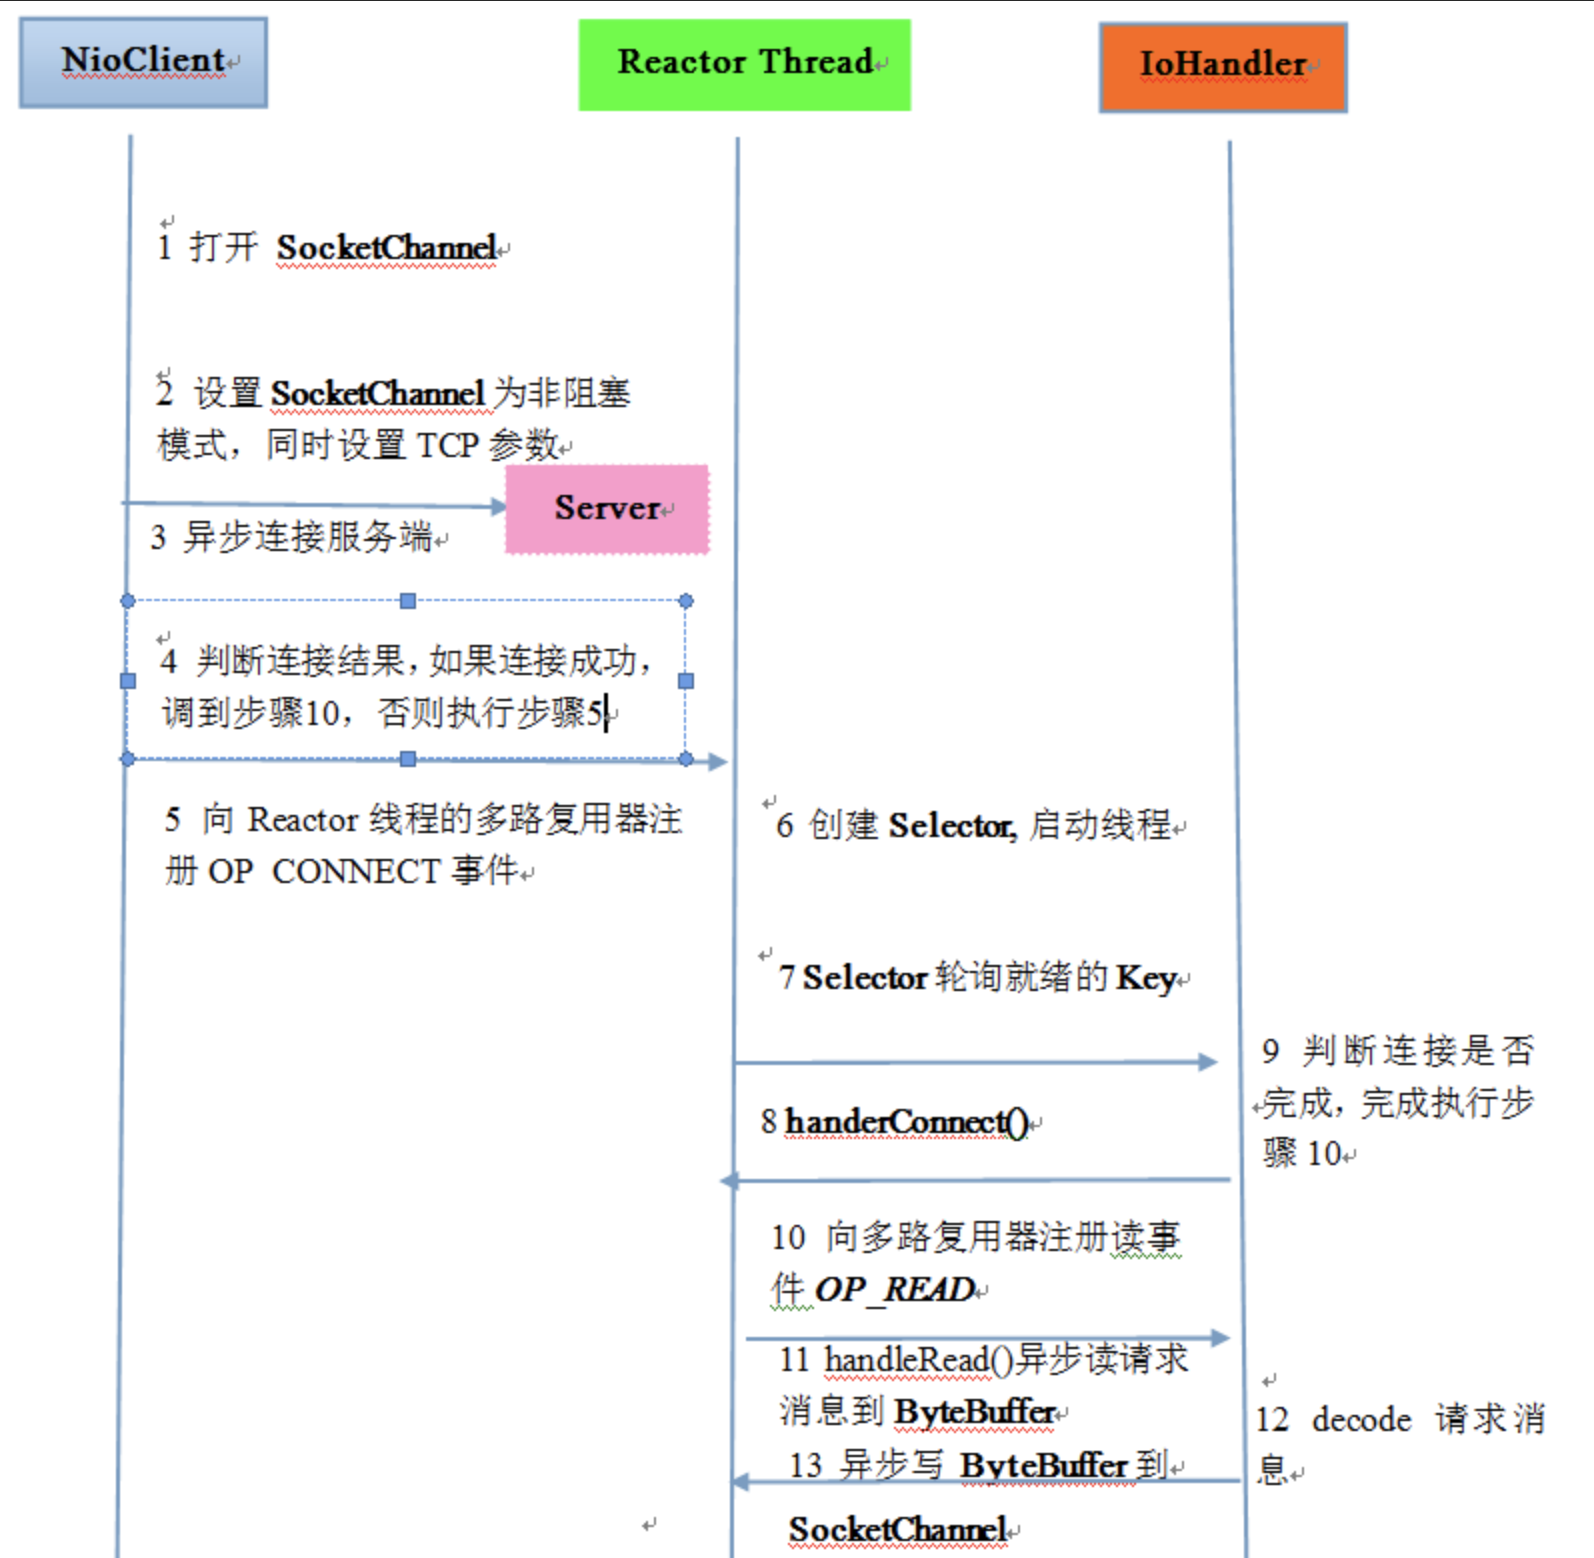 NioClient
Reactor Thread
IoHandler
1 打开 SocketChannel
2 设置 SocketChannel 为非阻塞
模式，同时设置 TCP 参数
Server
3 异步连接服务端
4 判断连接结果，如果连接成功，
调到步骤10，否则执行步骤5
5 向 Reactor 线程的多路复用器注
册 OP CONNECT 事件
6 创建 Selector, 启动线程
7 Selector 轮询就绪的 Key
9 判断连接是否
完成，完成执行步
骤 10
8 handerConnect()
10 向多路复用器注册读事
件 OP_READ
11 handleRead()异步读请求
消息到 ByteBuffer
12 decode 请求消
息
13 异步写 ByteBuffer 到
SocketChannel